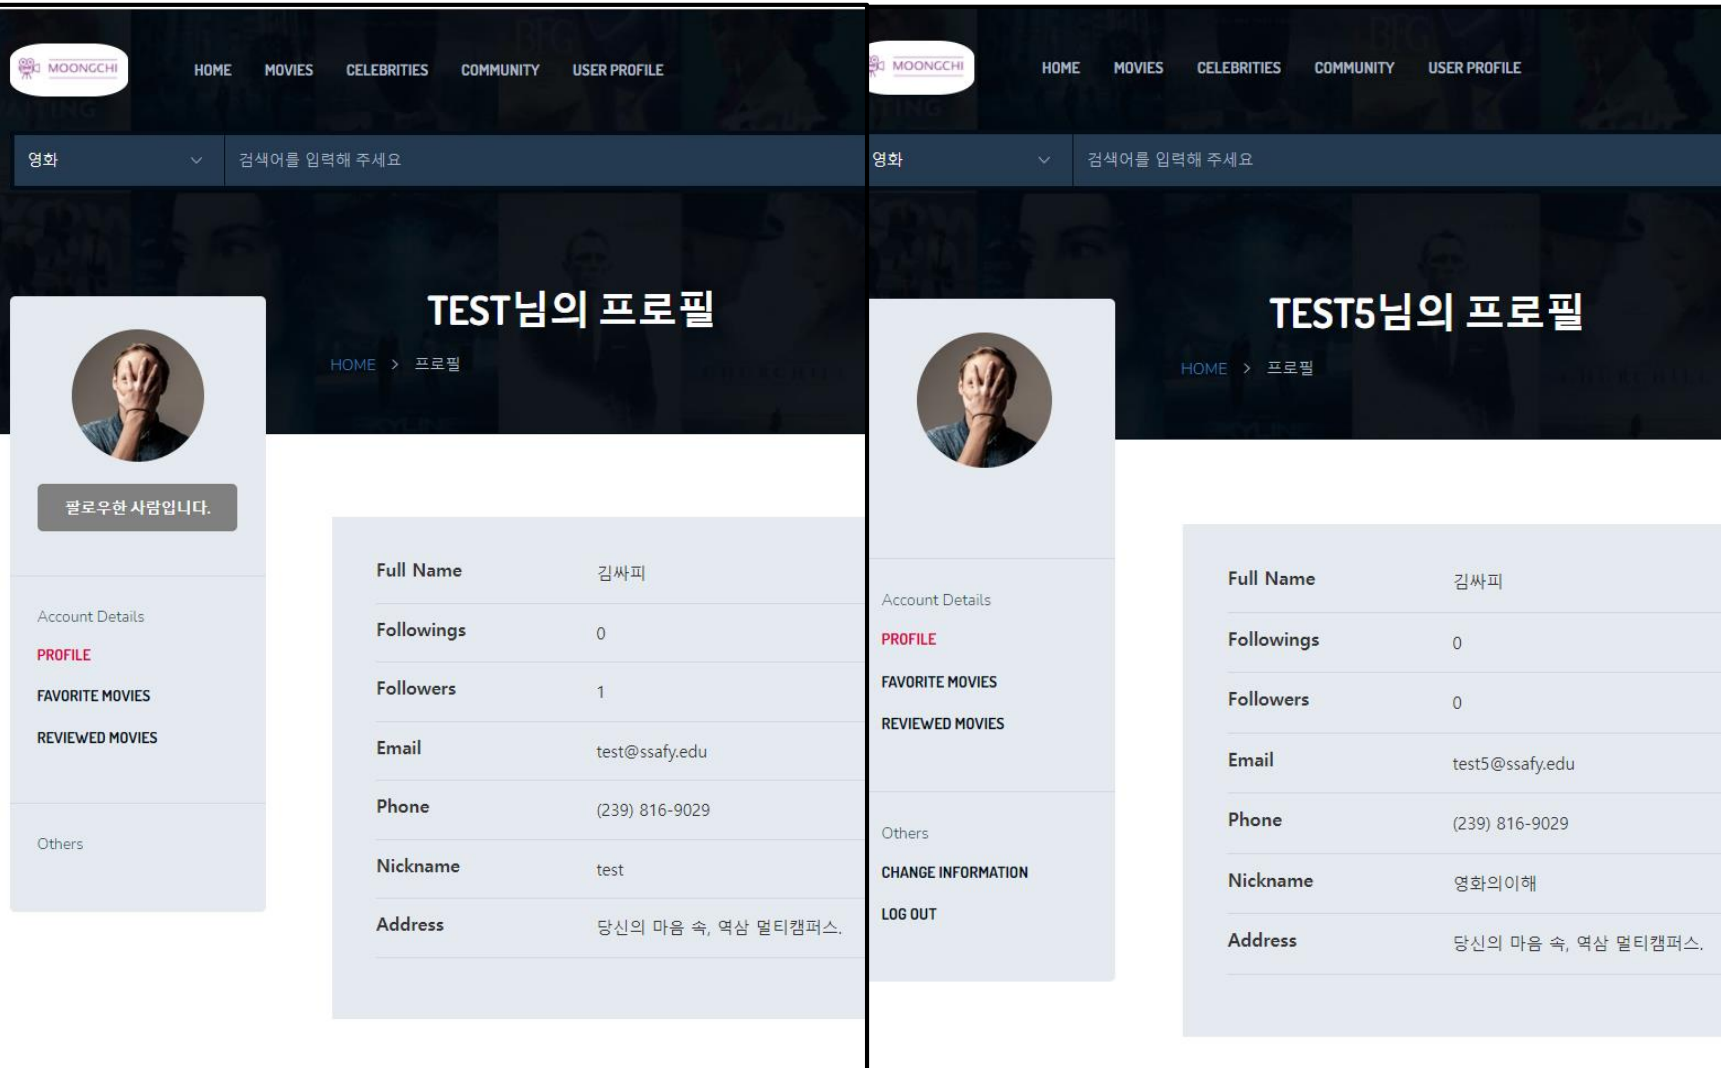 MOONGCHI
HOME MOVIES CELEBRITIES COMMUNITY USER PROFILE
영화 검색어를 입력해 주세요
TEST님의 프로필
HOME > 프로필
팔로우한 사람입니다.
Account Details
PROFILE
FAVORITE MOVIES
REVIEWED MOVIES
Others
Full Name 김싸피
Followings 0
Followers 1
Email test@ssafy.edu
Phone (239) 816-9029
Nickname test
Address 당신의 마음 속, 역삼 멀티캠퍼스.
MOONGCHI
HOME MOVIES CELEBRITIES COMMUNITY USER PROFILE
영화 검색어를 입력해 주세요
TEST5님의 프로필
HOME > 프로필
Account Details
PROFILE
FAVORITE MOVIES
REVIEWED MOVIES
Others
CHANGE INFORMATION
LOG OUT
Full Name 김싸피
Followings 0
Followers 0
Email test5@ssafy.edu
Phone (239) 816-9029
Nickname 영화의이해
Address 당신의 마음 속, 역삼 멀티캠퍼스.